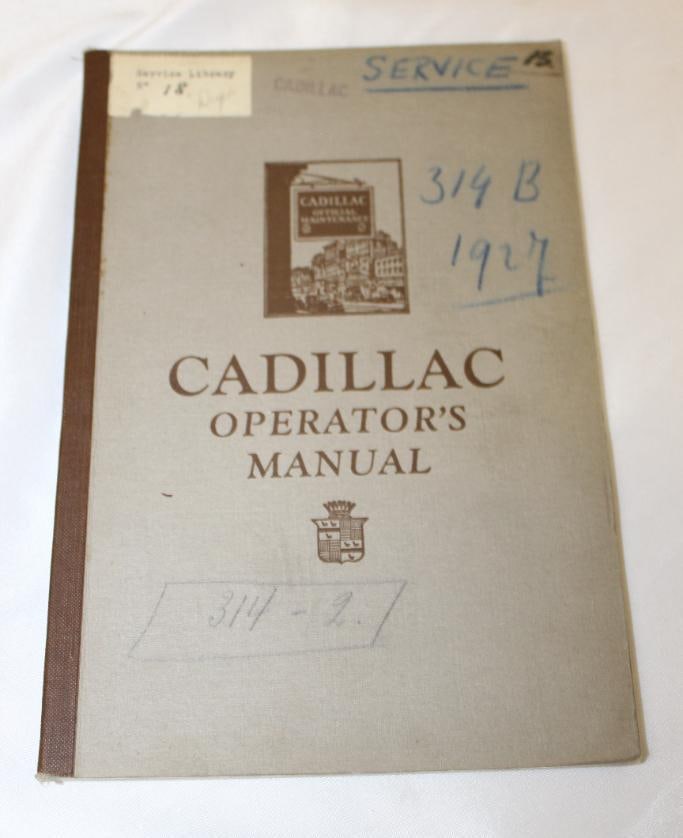 Service Library
N° 18
CADILLAC
SERVICE
CADILLAC
OFFICIAL
MAINTENANCE
314 B
1927
CADILLAC
OPERATOR'S
MANUAL
314-2.